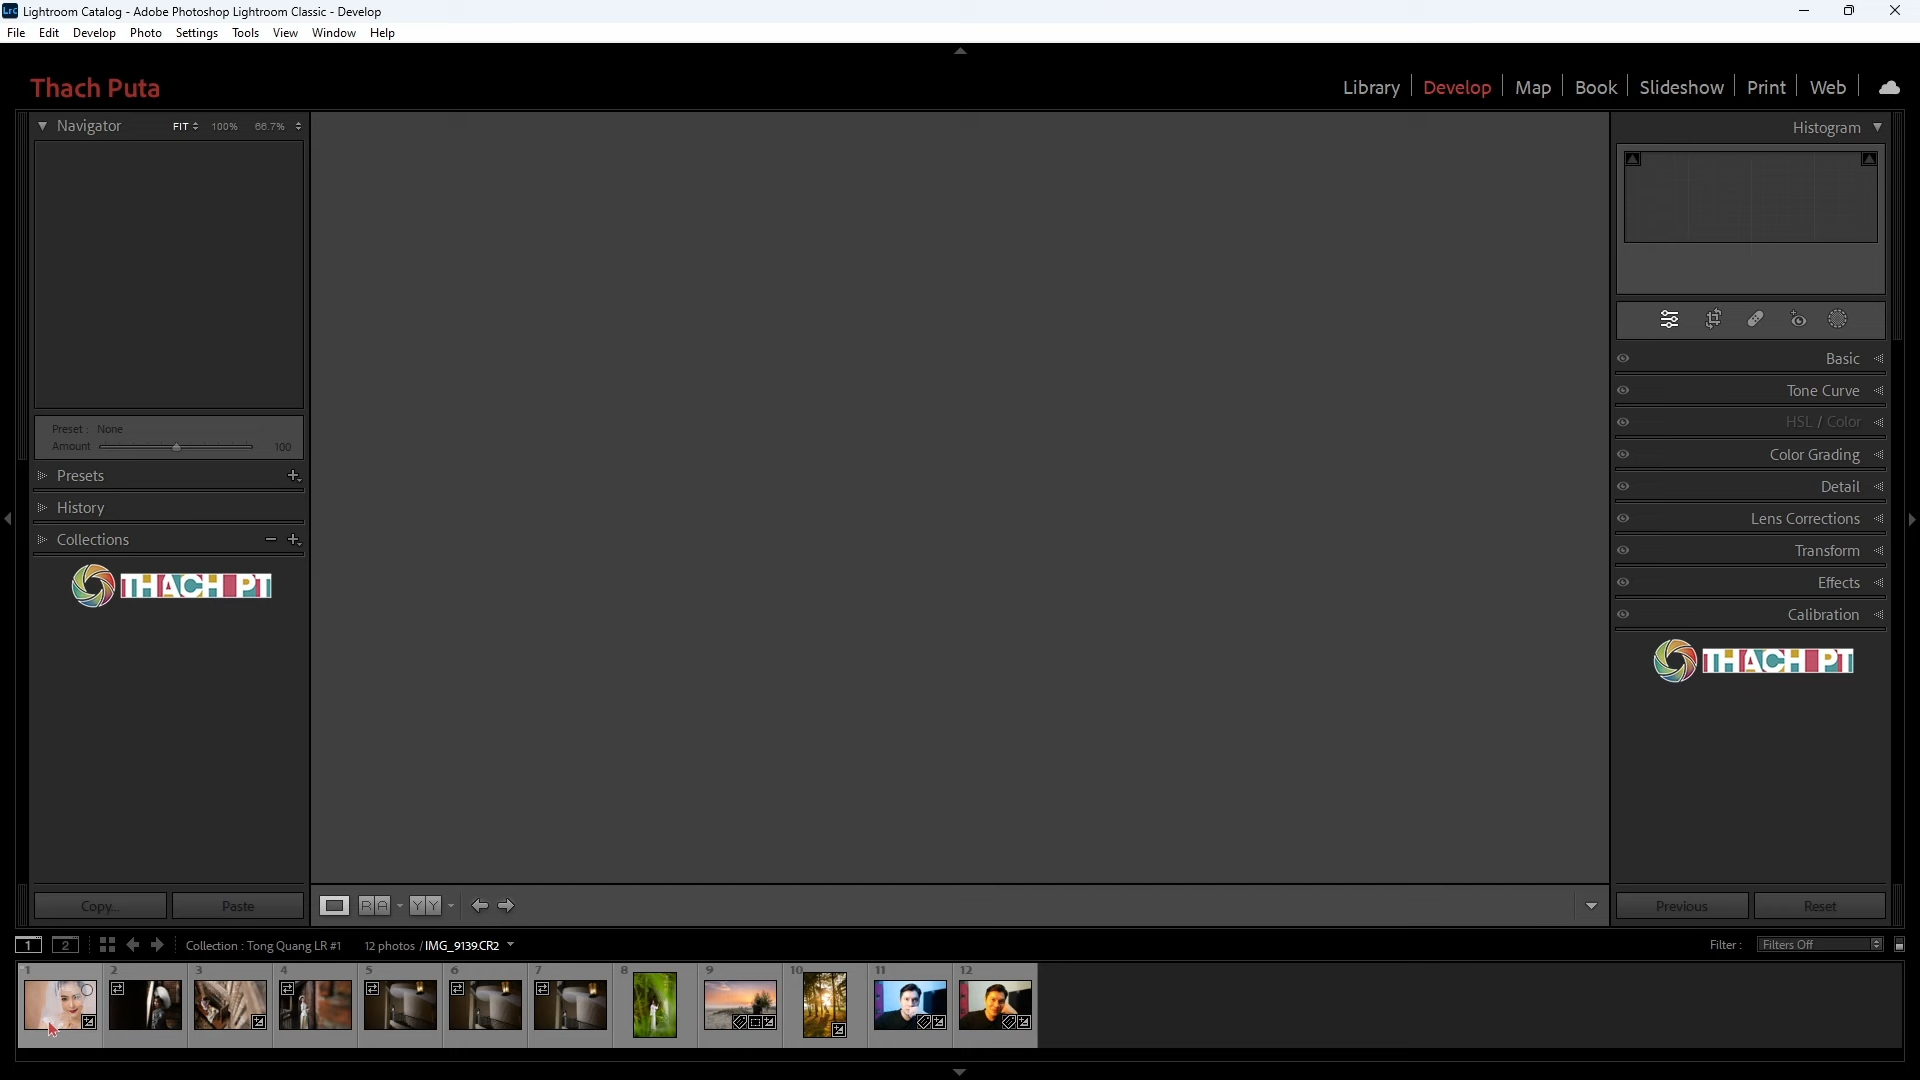 Lrc Lightroom Catalog - Adobe Photoshop Lightroom Classic - Develop
File Edit Develop Photo Settings Tools View Window Help
Thach Puta
Library Develop Map Book Slideshow Print Web
Navigator FIT 100% 66.7%
Histogram
Preset : None
Amount 100
Presets
History
Collections
THACH PT
Basic
Tone Curve
HSL / Color
Color Grading
Detail
Lens Corrections
Transform
Effects
Calibration
THACH PT
Copy... Paste
R A Y Y
Previous Reset
1 2 Collection : Tong Quang LR #1 12 photos / IMG_9139.CR2
Filter : Filters Off
1 2 3 4 5 6 7 8 9 10 11 12